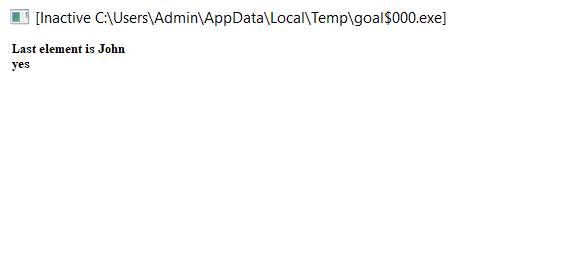 [Inactive C:\Users\Admin\AppData\Local\Temp\goal$000.exe]
Last element is John
yes